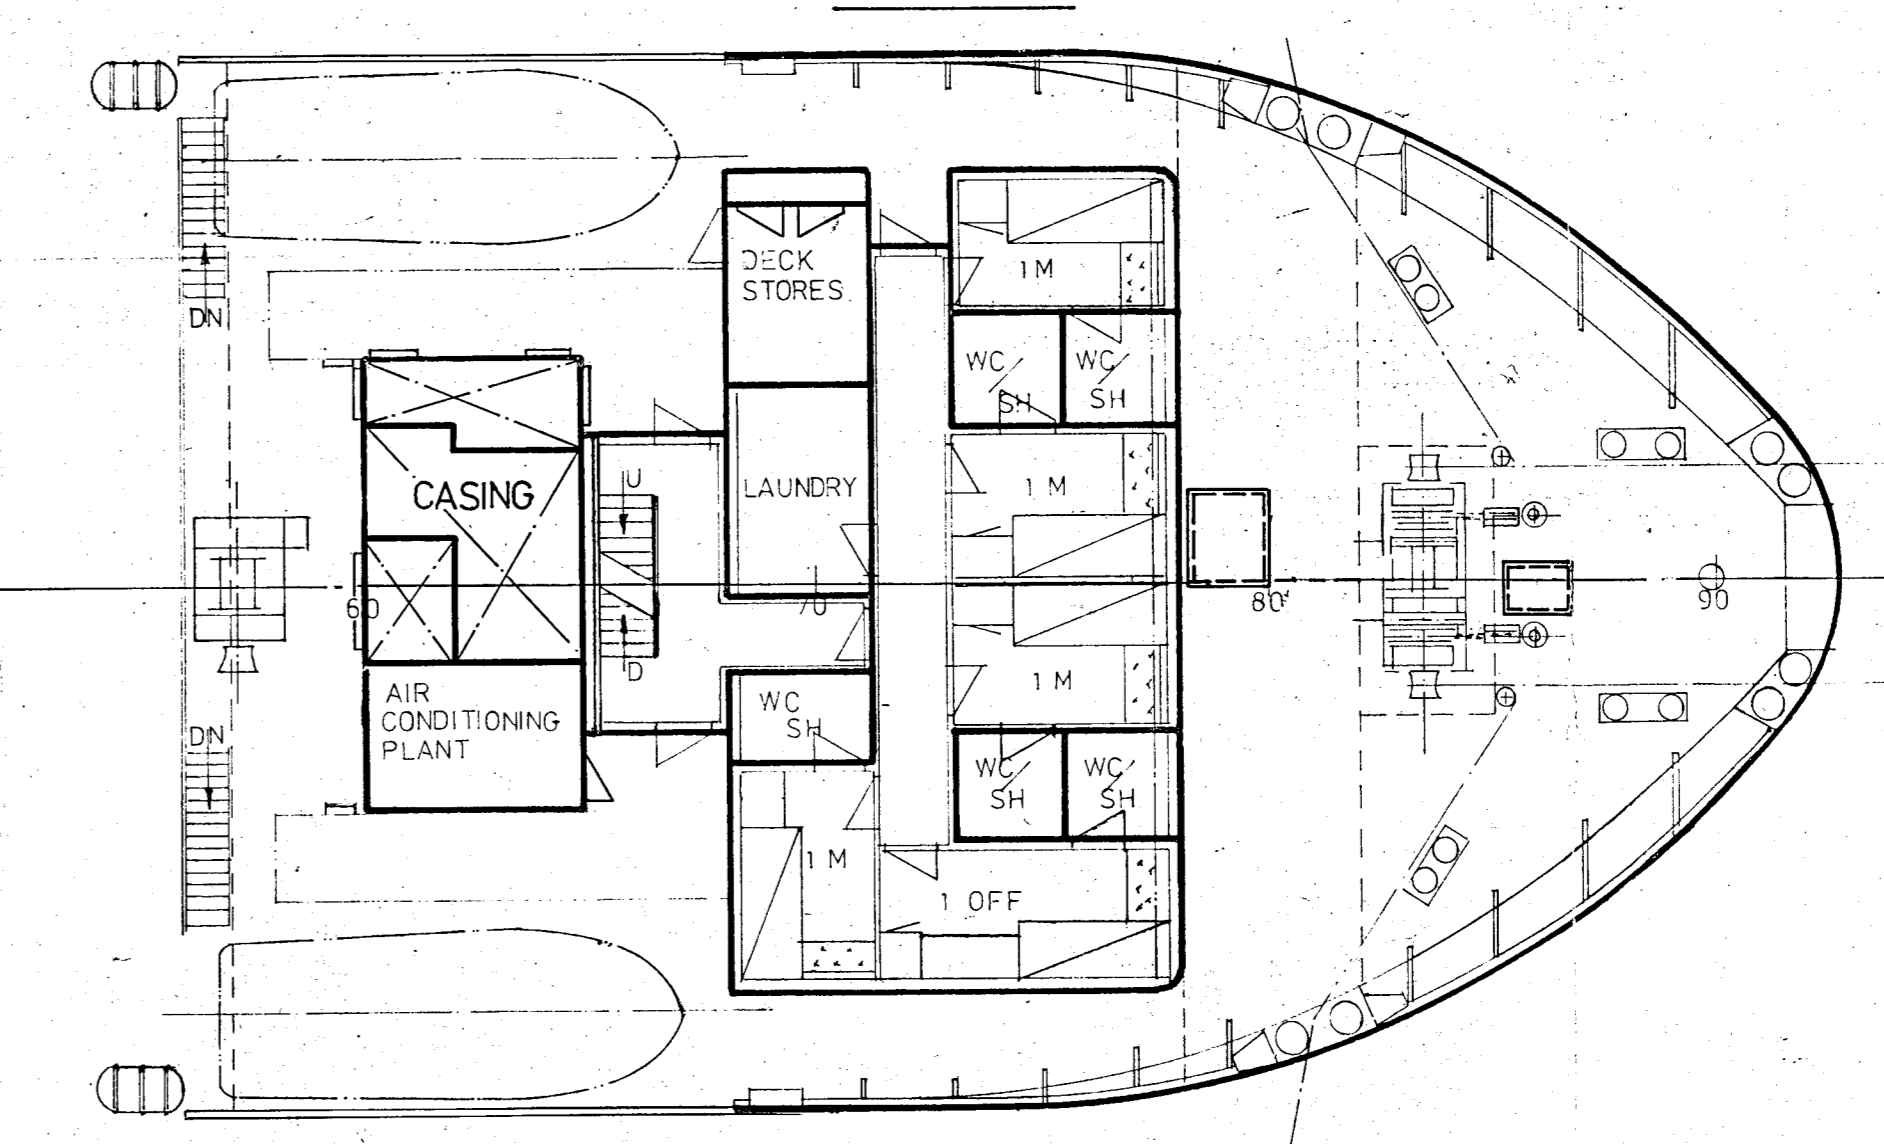 DECK
STORES
1 M
DN
WC/
SH
WC/
SH
CASING
U
LAUNDRY
1 M
60
70
80
90
D
1 M
AIR
CONDITIONING
PLANT
WC
SH
DN
WC/
SH
WC/
SH
1 M
1 OFF